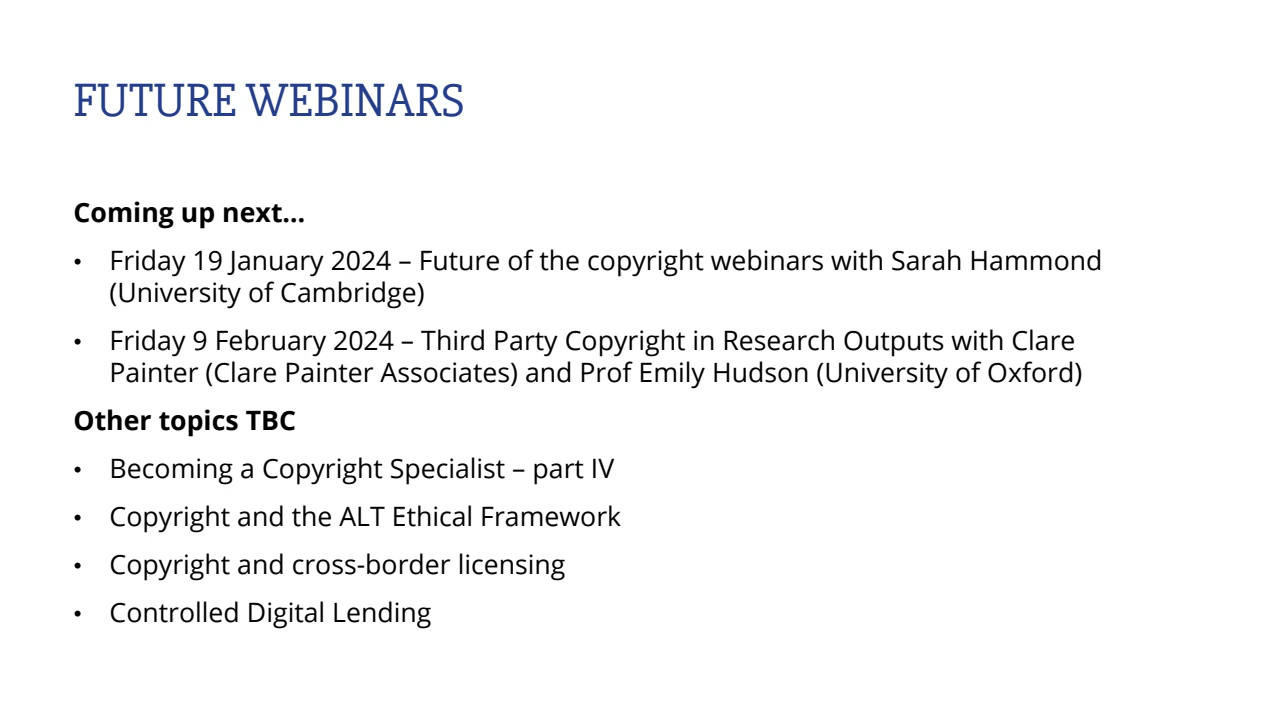 FUTURE WEBINARS
Coming up next...
• Friday 19 January 2024 – Future of the copyright webinars with Sarah Hammond
(University of Cambridge)
• Friday 9 February 2024 – Third Party Copyright in Research Outputs with Clare
Painter (Clare Painter Associates) and Prof Emily Hudson (University of Oxford)
Other topics TBC
• Becoming a Copyright Specialist – part IV
• Copyright and the ALT Ethical Framework
• Copyright and cross-border licensing
• Controlled Digital Lending